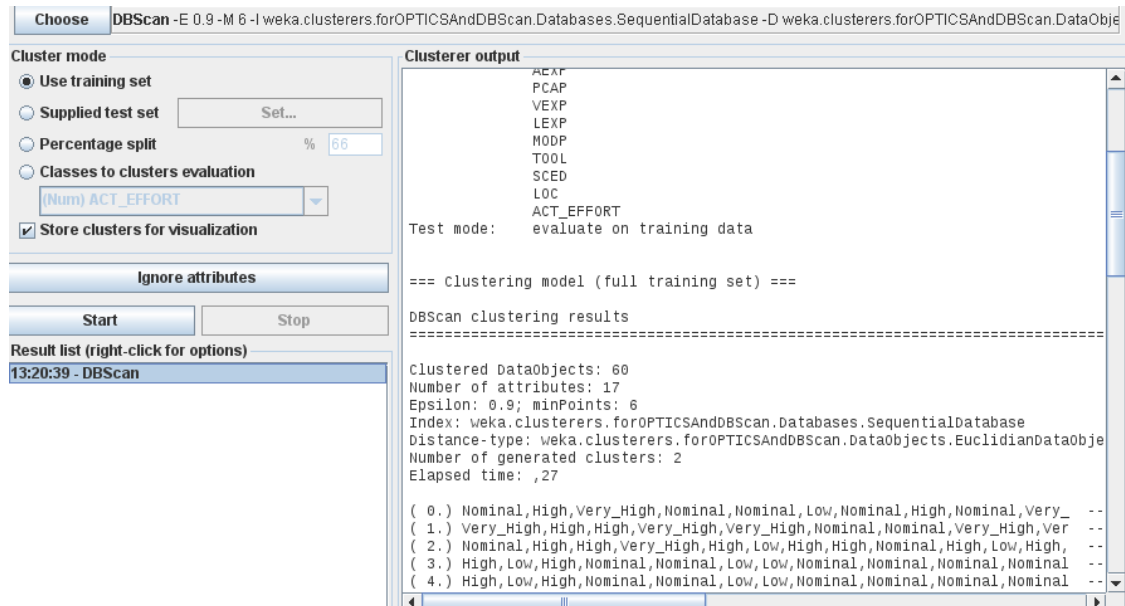 Choose DBScan -E 0.9 -M 6 -I weka.clusterers.forOPTICSAndDBScan.Databases.SequentialDatabase -D weka.clusterers.forOPTICSAndDBScan.DataObje
Cluster mode
Use training set
Supplied test set Set...
Percentage split % 66
Classes to clusters evaluation
(Num) ACT_EFFORT
Store clusters for visualization
Ignore attributes
Start Stop
Result list (right-click for options)
13:20:39 - DBScan
Clusterer output
AEXP
PCAP
VEXP
LEXP
MODP
TOOL
SCED
LOC
ACT_EFFORT
Test mode: evaluate on training data
=== Clustering model (full training set) ===
DBScan clustering results
========================================================================
Clustered DataObjects: 60
Number of attributes: 17
Epsilon: 0.9; minPoints: 6
Index: weka.clusterers.forOPTICSAndDBScan.Databases.SequentialDatabase
Distance-type: weka.clusterers.forOPTICSAndDBScan.DataObjects.EuclidianDataObje
Number of generated clusters: 2
Elapsed time: ,27
( 0.) Nominal,High,Very_High,Nominal,Nominal,Low,Nominal,High,Nominal,Very_ --
( 1.) Very_High,High,High,Very_High,Very_High,Nominal,Nominal,Very_High,Ver --
( 2.) Nominal,High,High,Very_High,High,Low,High,High,Nominal,High,Low,High, --
( 3.) High,Low,High,Nominal,Nominal,Low,Low,Nominal,Nominal,Nominal,Nominal --
( 4.) High,Low,High,Nominal,Nominal,Low,Low,Nominal,Nominal,Nominal,Nominal --